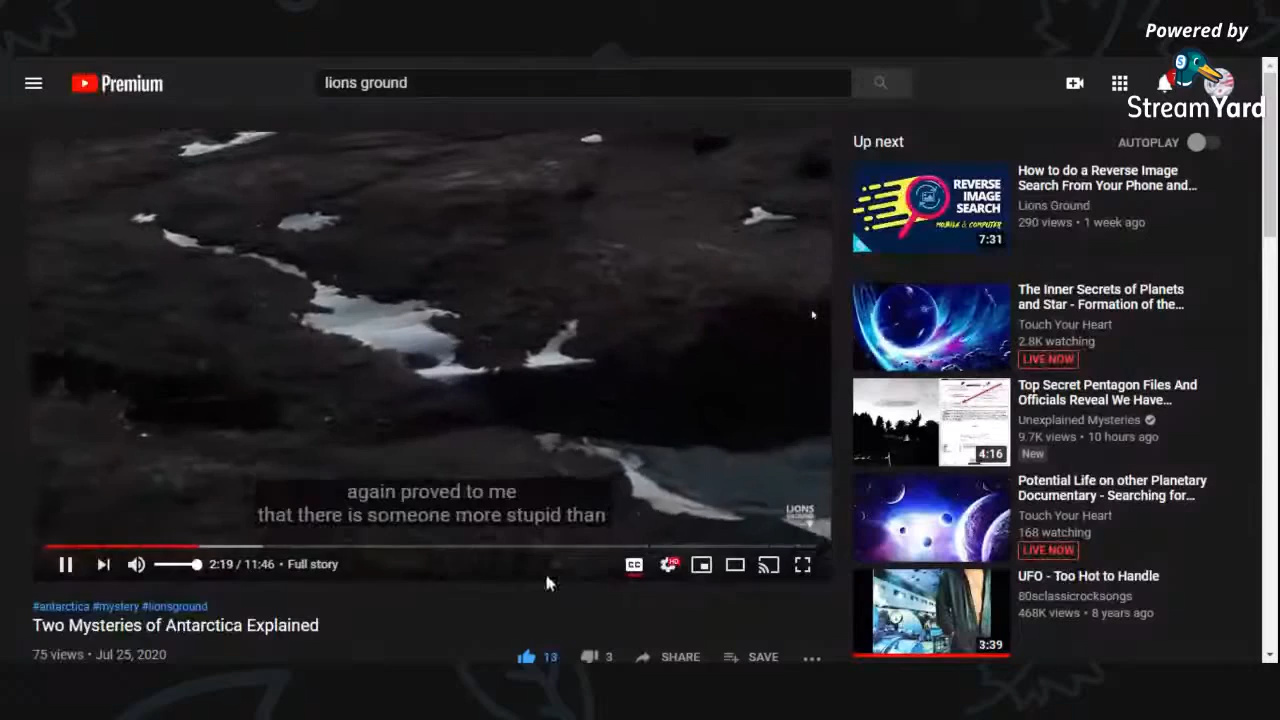 Powered by
StreamYard
Premium
lions ground
Up next
AUTOPLAY
REVERSE
IMAGE
SEARCH
MOBILE & COMPUTER
7:31
How to do a Reverse Image
Search From Your Phone and...
Lions Ground
290 views • 1 week ago
The Inner Secrets of Planets
and Star - Formation of the...
Touch Your Heart
2.8K watching
LIVE NOW
4:16
Top Secret Pentagon Files And
Officials Reveal We Have...
Unexplained Mysteries
9.7K views • 10 hours ago
New
Potential Life on other Planetary
Documentary - Searching for...
Touch Your Heart
168 watching
LIVE NOW
3:39
UFO - Too Hot to Handle
80sclassicrocksongs
468K views • 8 years ago
again proved to me
that there is someone more stupid than
LIONS
2:19 / 11:46 • Full story
CC
HD
#antarctica #mystery #lionsground
Two Mysteries of Antarctica Explained
75 views • Jul 25, 2020
13
3
SHARE
SAVE